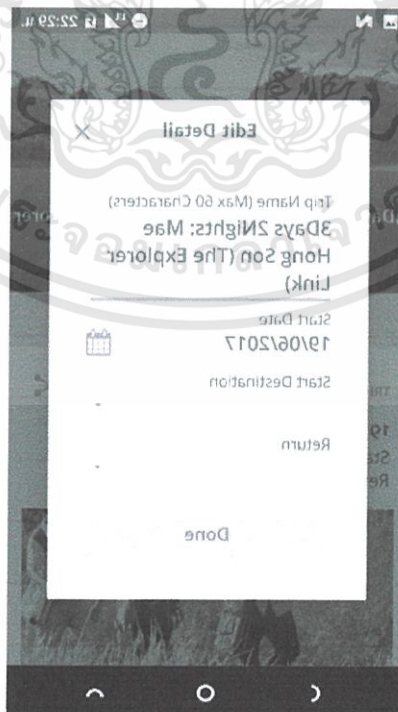 22:29 น.
Edit Detail
Trip Name (Max 60 Characters)
3Days 2Nights: Mae
Hong Son (The Explorer
Link)
Start Date
19/06/2017
Start Destination
Return
Done